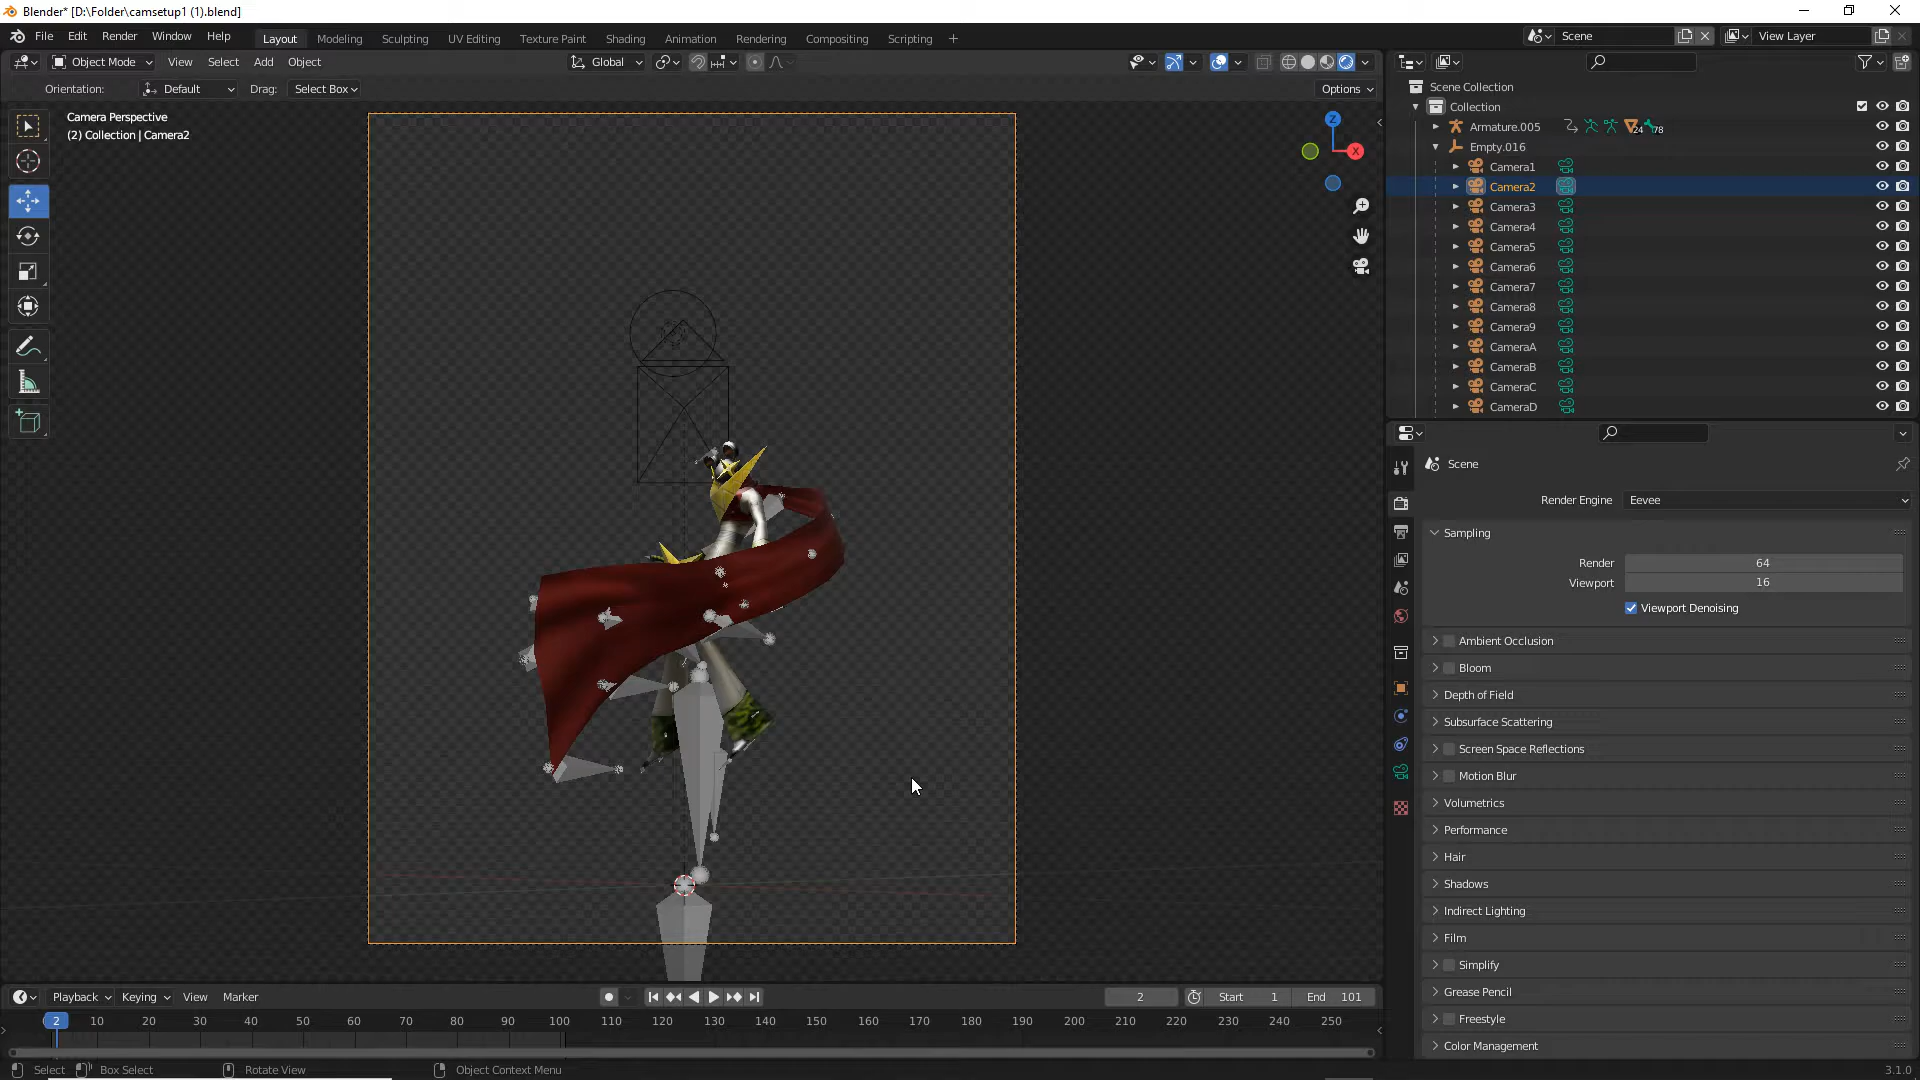 Blender* [D:\Folder\camsetup1 (1).blend]
File Edit Render Window Help Layout Modeling Sculpting UV Editing Texture Paint Shading Animation Rendering Compositing Scripting Scene View Layer
Object Mode View Select Add Object Global
Orientation: Default Drag: Select Box Options
Camera Perspective
(2) Collection | Camera2
Z
X
Scene Collection
Collection
Armature.005 24 78
Empty.016
Camera1
Camera2
Camera3
Camera4
Camera5
Camera6
Camera7
Camera8
Camera9
CameraA
CameraB
CameraC
CameraD
Scene
Render Engine Eevee
Sampling
Render 64
Viewport 16
Viewport Denoising
Ambient Occlusion
Bloom
Depth of Field
Subsurface Scattering
Screen Space Reflections
Motion Blur
Volumetrics
Performance
Hair
Shadows
Indirect Lighting
Film
Simplify
Grease Pencil
Freestyle
Color Management
Playback Keying View Marker 2 Start 1 End 101
2 10 20 30 40 50 60 70 80 90 100 110 120 130 140 150 160 170 180 190 200 210 220 230 240 250
Select Box Select Rotate View Object Context Menu 3.1.0